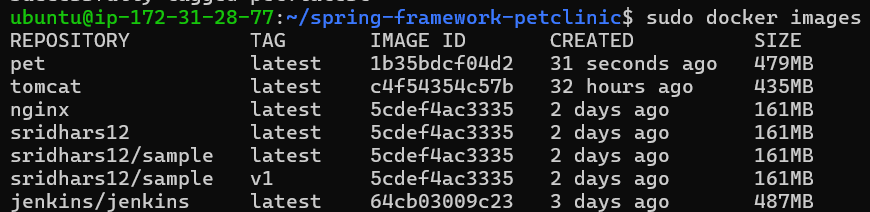 ubuntu@ip-172-31-28-77:~/spring-framework-petclinic$ sudo docker images
REPOSITORY TAG IMAGE ID CREATED SIZE
pet latest 1b35bdcf04d2 31 seconds ago 479MB
tomcat latest c4f54354c57b 32 hours ago 435MB
nginx latest 5cdef4ac3335 2 days ago 161MB
sridhars12 latest 5cdef4ac3335 2 days ago 161MB
sridhars12/sample latest 5cdef4ac3335 2 days ago 161MB
sridhars12/sample v1 5cdef4ac3335 2 days ago 161MB
jenkins/jenkins latest 64cb03009c23 3 days ago 487MB